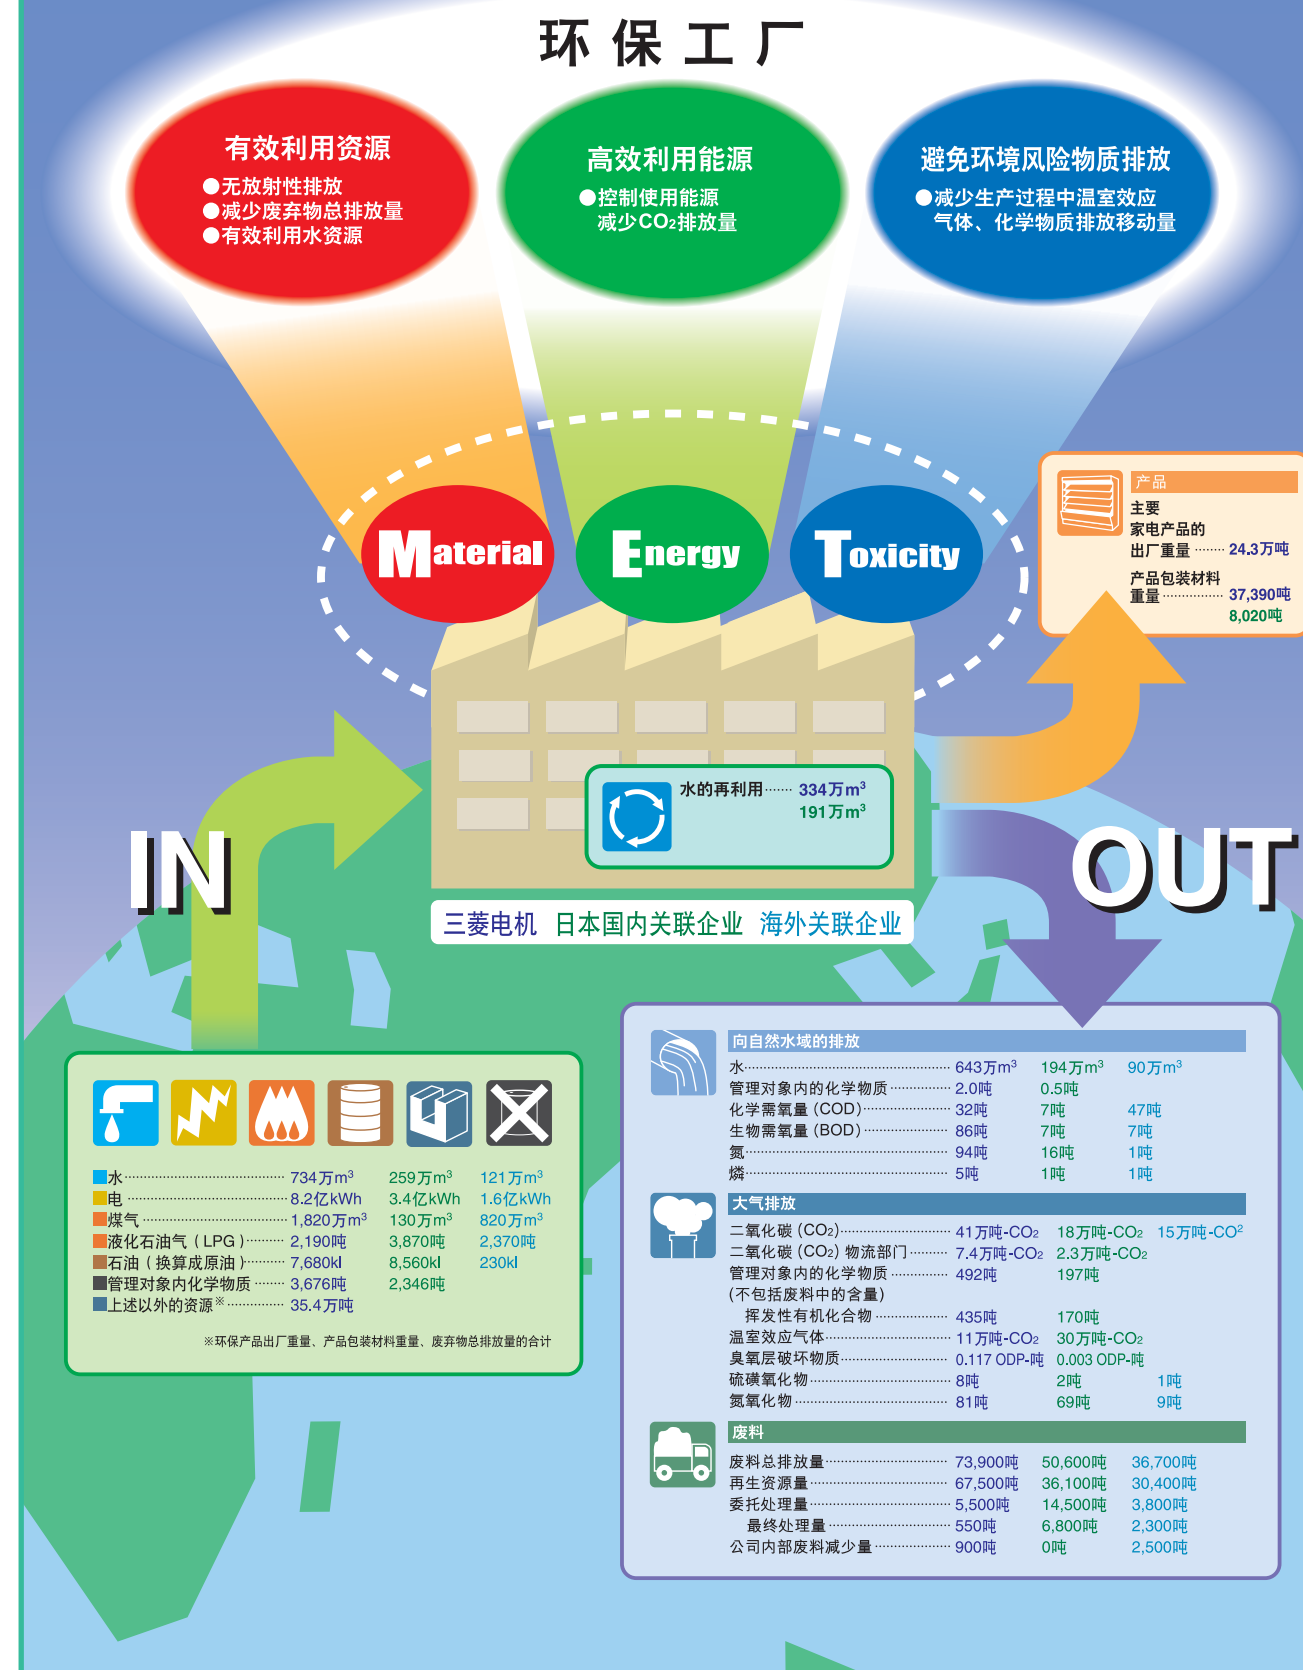 环保工厂
有效利用资源
●无放射性排放
●减少废弃物总排放量
●有效利用水资源
高效利用能源
●控制使用能源
减少CO2排放量
避免环境风险物质排放
●减少生产过程中温室效应
气体、化学物质排放移动量
Material
Energy
Toxicity
产品
主要
家电产品的
出厂重量 ········ 24.3万吨
产品包装材料
重量 ··············· 37,390吨
8,020吨
水的再利用 ······· 334万m³
191万m³
IN
OUT
三菱电机 日本国内关联企业 海外关联企业
水 ········ 734万m³ 259万m³ 121万m³
电 ········ 8.2亿kWh 3.4亿kWh 1.6亿kWh
煤气 ········ 1,820万m³ 130万m³ 820万m³
液化石油气（LPG）········ 2,190吨 3,870吨 2,370吨
石油（换算成原油）········ 7,680kl 8,560kl 230kl
管理对象内化学物质 ········ 3,676吨 2,346吨
上述以外的资源※ ········ 35.4万吨
※环保产品出厂重量、产品包装材料重量、废弃物总排放量的合计
向自然水域的排放
水 ········ 643万m³ 194万m³ 90万m³
管理对象内的化学物质 ········ 2.0吨 0.5吨
化学需氧量（COD）········ 32吨 7吨 47吨
生物需氧量（BOD）········ 86吨 7吨 7吨
氮 ········ 94吨 16吨 1吨
燐 ········ 5吨 1吨 1吨
大气排放
二氧化碳（CO2）········ 41万吨-CO2 18万吨-CO2 15万吨-CO²
二氧化碳（CO2）物流部门 ········ 7.4万吨-CO2 2.3万吨-CO2
管理对象内的化学物质 ········ 492吨 197吨
(不包括废料中的含量)
挥发性有机化合物 ········ 435吨 170吨
温室效应气体 ········ 11万吨-CO2 30万吨-CO2
臭氧层破坏物质 ········ 0.117 ODP-吨 0.003 ODP-吨
硫磺氧化物 ········ 8吨 2吨 1吨
氮氧化物 ········ 81吨 69吨 9吨
废料
废料总排放量 ········ 73,900吨 50,600吨 36,700吨
再生资源量 ········ 67,500吨 36,100吨 30,400吨
委托处理量 ········ 5,500吨 14,500吨 3,800吨
最终处理量 ········ 550吨 6,800吨 2,300吨
公司内部废料减少量 ········ 900吨 0吨 2,500吨